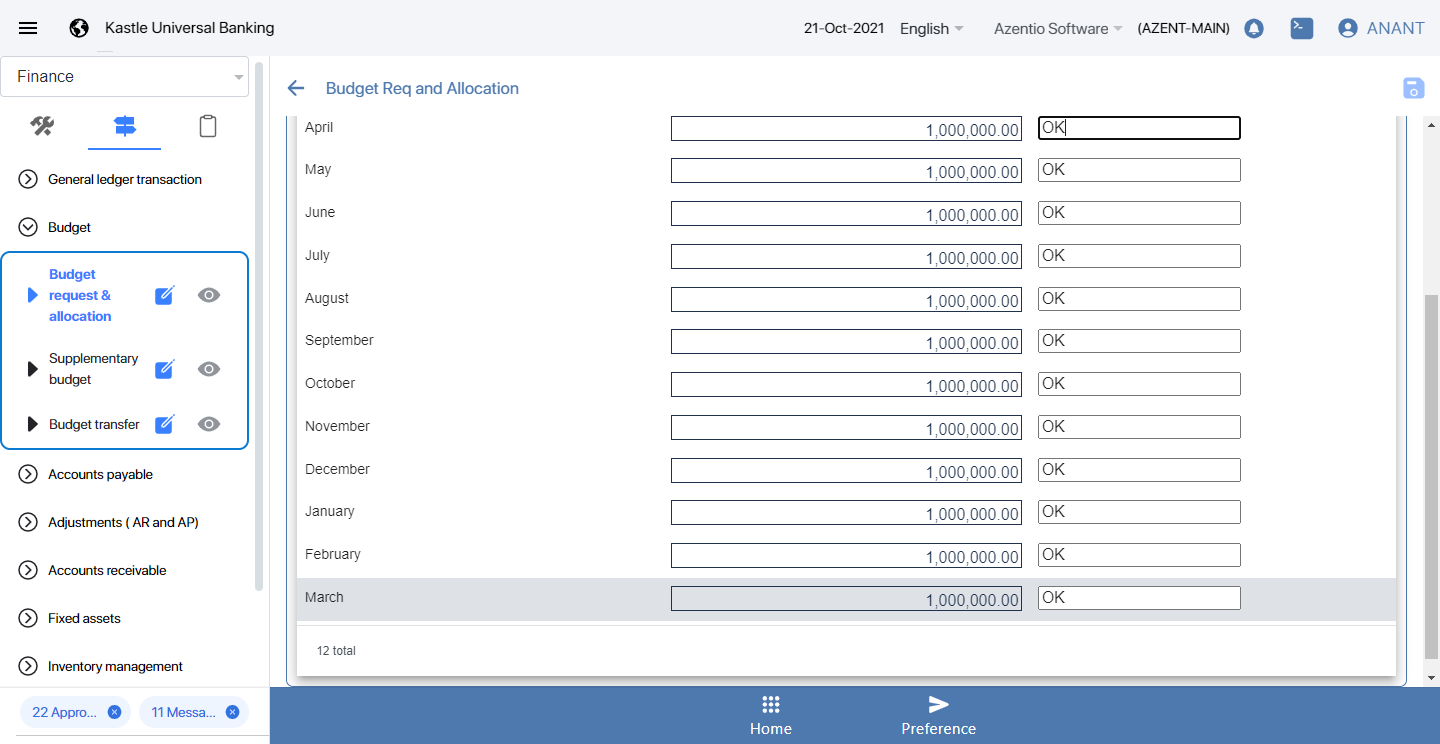 Kastle Universal Banking
21-Oct-2021
English
Azentio Software
(AZENT-MAIN)
ANANT
Finance
General ledger transaction
Budget
Budget
request &
allocation
Supplementary
budget
Budget transfer
Accounts payable
Adjustments ( AR and AP)
Accounts receivable
Fixed assets
Inventory management
22 Appro...
11 Messa...
Budget Req and Allocation
April 1,000,000.00 OK
May 1,000,000.00 OK
June 1,000,000.00 OK
July 1,000,000.00 OK
August 1,000,000.00 OK
September 1,000,000.00 OK
October 1,000,000.00 OK
November 1,000,000.00 OK
December 1,000,000.00 OK
January 1,000,000.00 OK
February 1,000,000.00 OK
March 1,000,000.00 OK
12 total
Home
Preference